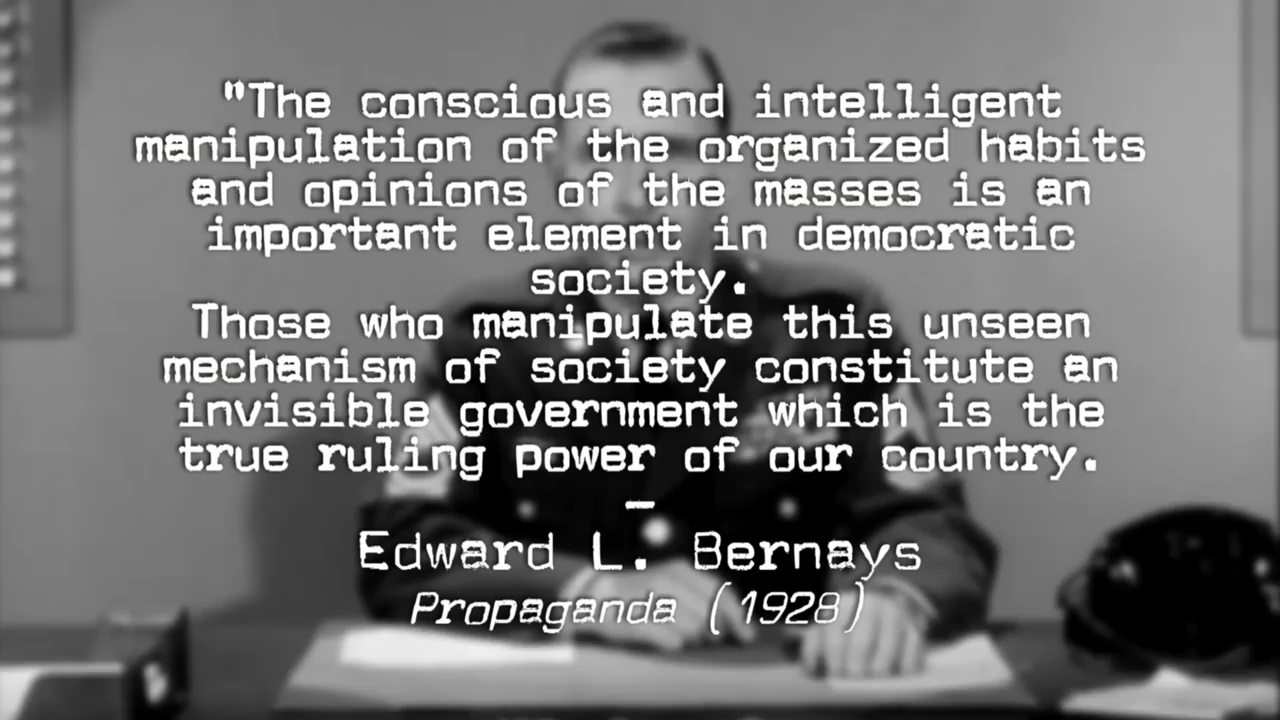 "The conscious and intelligent
manipulation of the organized habits
and opinions of the masses is an
important element in democratic
society.
Those who manipulate this unseen
mechanism of society constitute an
invisible government which is the
true ruling power of our country.
—
Edward L. Bernays
Propaganda (1928)